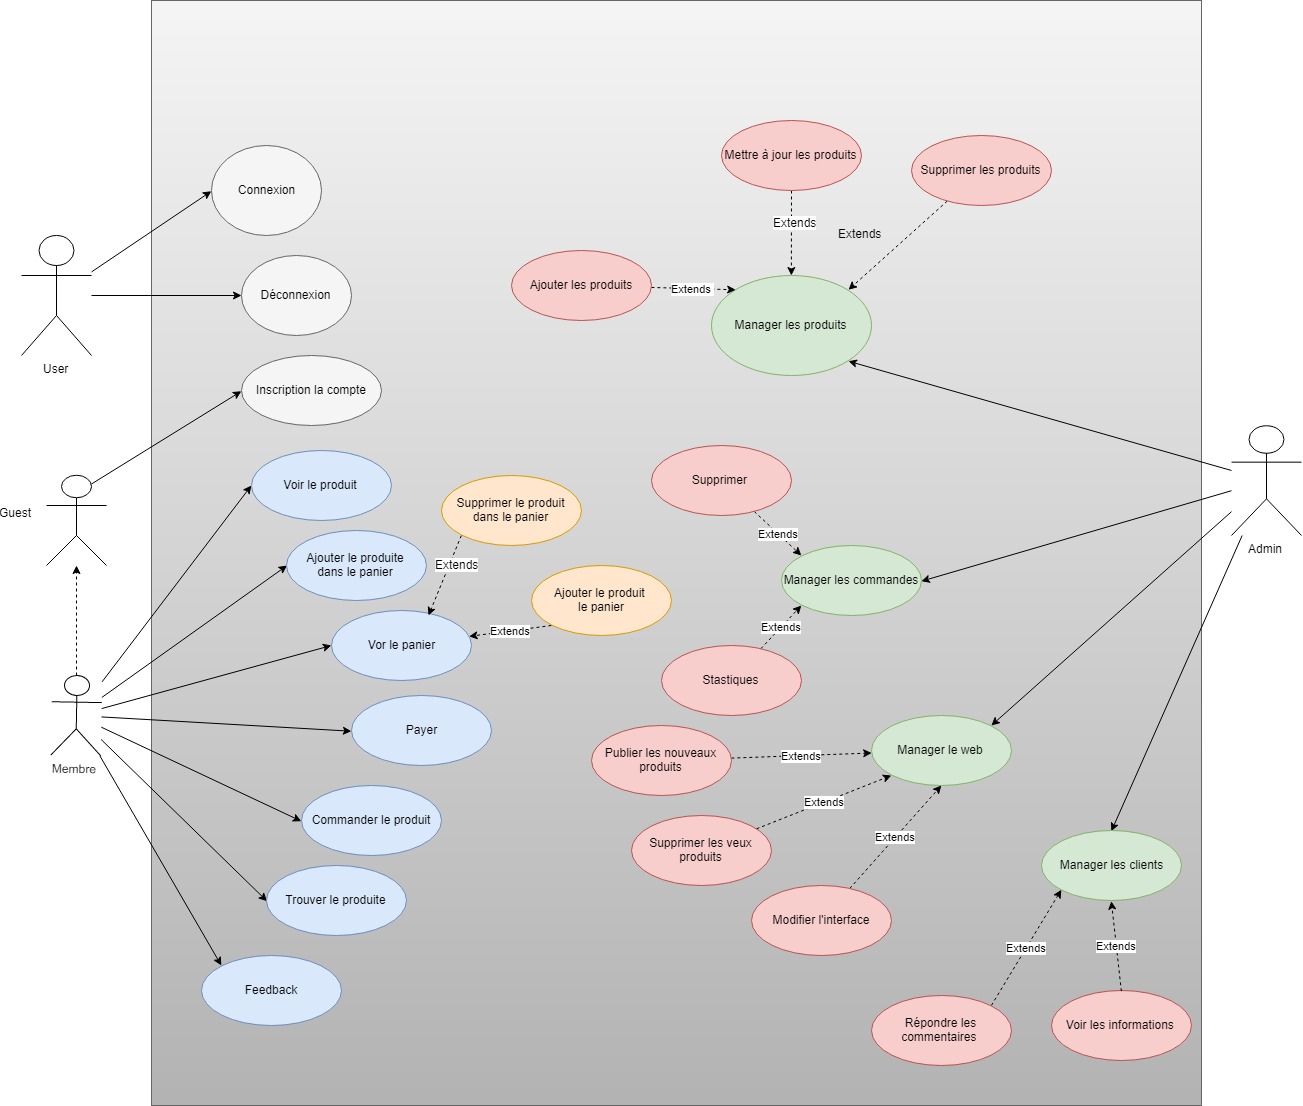 Mettre à jour les produits
Supprimer les produits
Connexion
Extends
Extends
Ajouter les produits
Extends
Déconnexion
Manager les produits
User
Inscription la compte
Supprimer
Voir le produit
Supprimer le produit
dans le panier
Guest
Extends
Admin
Ajouter le produite
dans le panier
Extends
Manager les commandes
Ajouter le produit
le panier
Extends
Extends
Vor le panier
Stastiques
Payer
Manager le web
Publier les nouveaux
produits
Extends
Membre
Extends
Commander le produit
Extends
Supprimer les veux
produits
Manager les clients
Trouver le produite
Modifier l'interface
Extends
Extends
Feedback
Répondre les
commentaires
Voir les informations